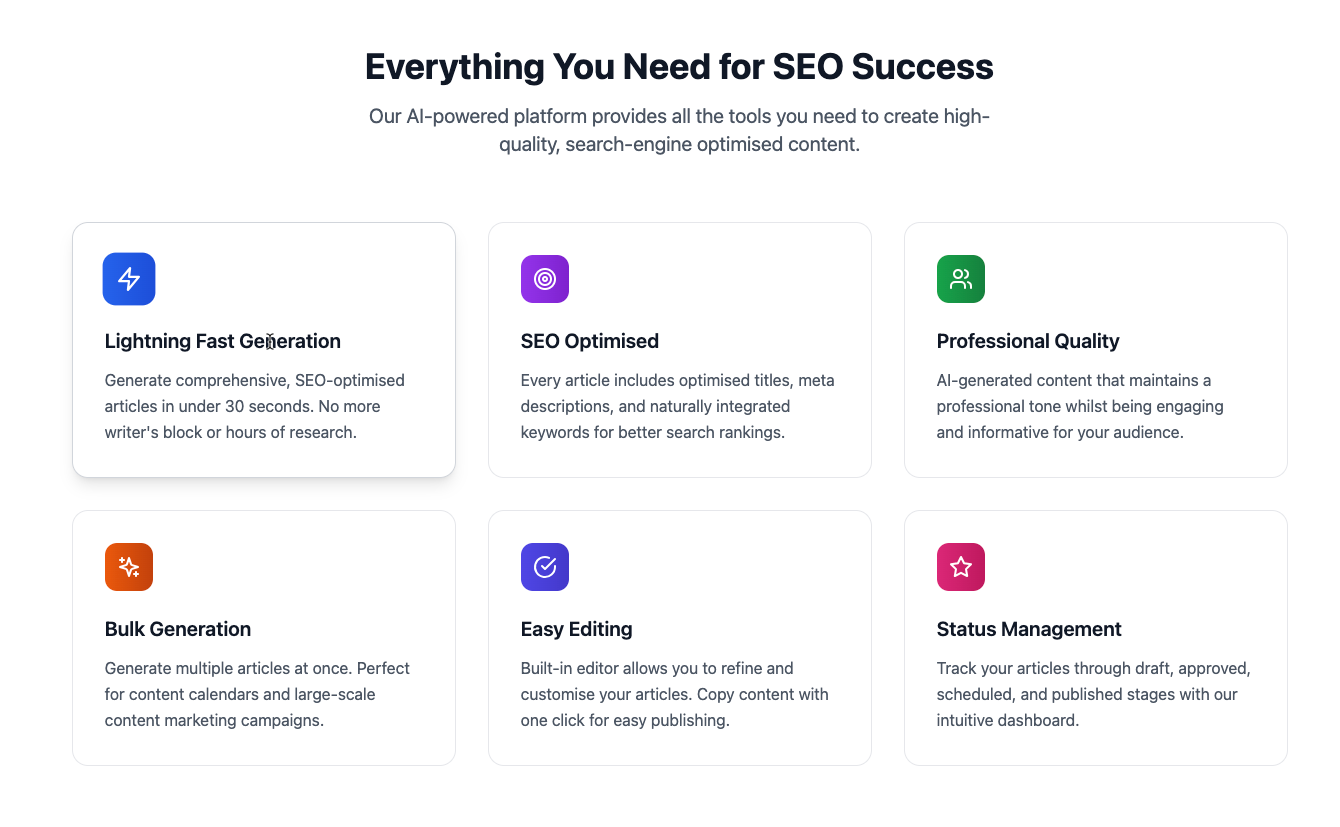 Everything You Need for SEO Success
Our AI-powered platform provides all the tools you need to create high-
quality, search-engine optimised content.
Lightning Fast Generation
Generate comprehensive, SEO-optimised
articles in under 30 seconds. No more
writer's block or hours of research.
SEO Optimised
Every article includes optimised titles, meta
descriptions, and naturally integrated
keywords for better search rankings.
Professional Quality
AI-generated content that maintains a
professional tone whilst being engaging
and informative for your audience.
Bulk Generation
Generate multiple articles at once. Perfect
for content calendars and large-scale
content marketing campaigns.
Easy Editing
Built-in editor allows you to refine and
customise your articles. Copy content with
one click for easy publishing.
Status Management
Track your articles through draft, approved,
scheduled, and published stages with our
intuitive dashboard.